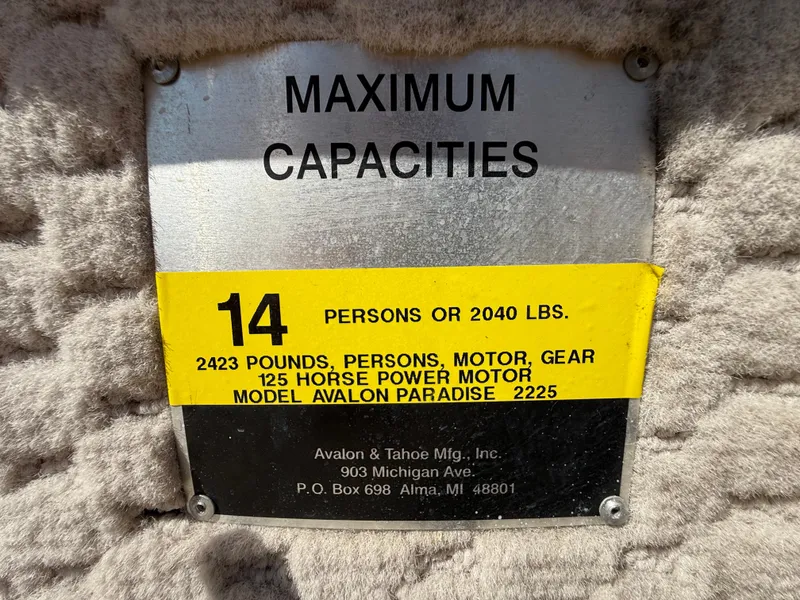 MAXIMUM
CAPACITIES
14 PERSONS OR 2040 LBS.
2423 POUNDS, PERSONS, MOTOR, GEAR
125 HORSE POWER MOTOR
MODEL AVALON PARADISE 2225
Avalon & Tahoe Mfg., Inc.
903 Michigan Ave.
P.O. Box 698 Alma, MI 48801